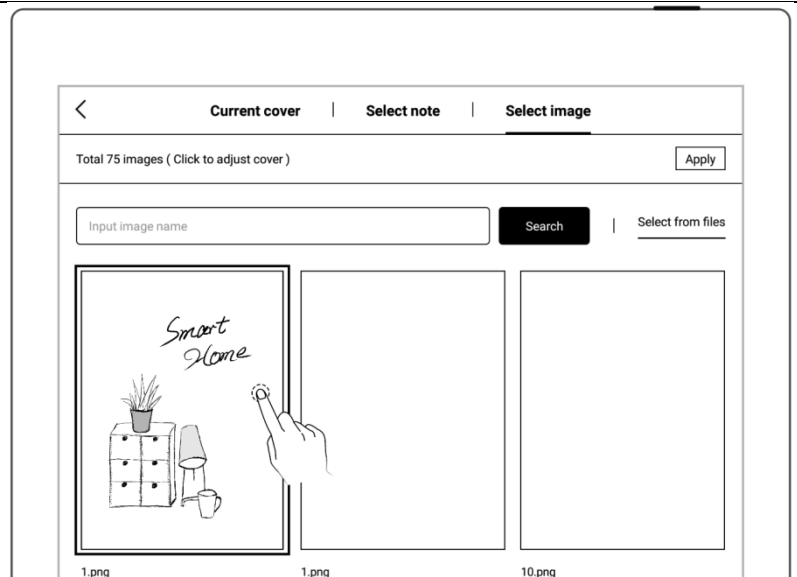 Current cover | Select note | Select image
Total 75 images ( Click to adjust cover )
Apply
Input image name
Search | Select from files
Smart
Home
1.png
1.png
10.png